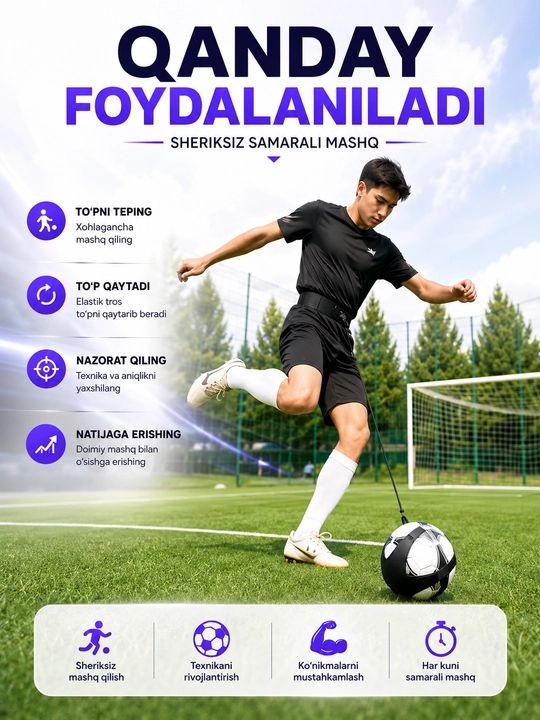 QANDAY
FOYDALANILADI
SHERIKSIZ SAMARALI MASHQ
TO'PNI TEPING
Xohlagancha
mashq qiling
TO'P QAYTADI
Elastik tros
to'pni qaytarib beradi
NAZORAT QILING
Texnika va aniqlikni
yaxshilang
NATIJAGA ERISHING
Doimiy mashq bilan
o'sishga erishing
Sheriksiz
mashq qilish
Texnikani
rivojlantirish
Ko'nikmalarni
mustahkamlash
Har kuni
samarali mashq